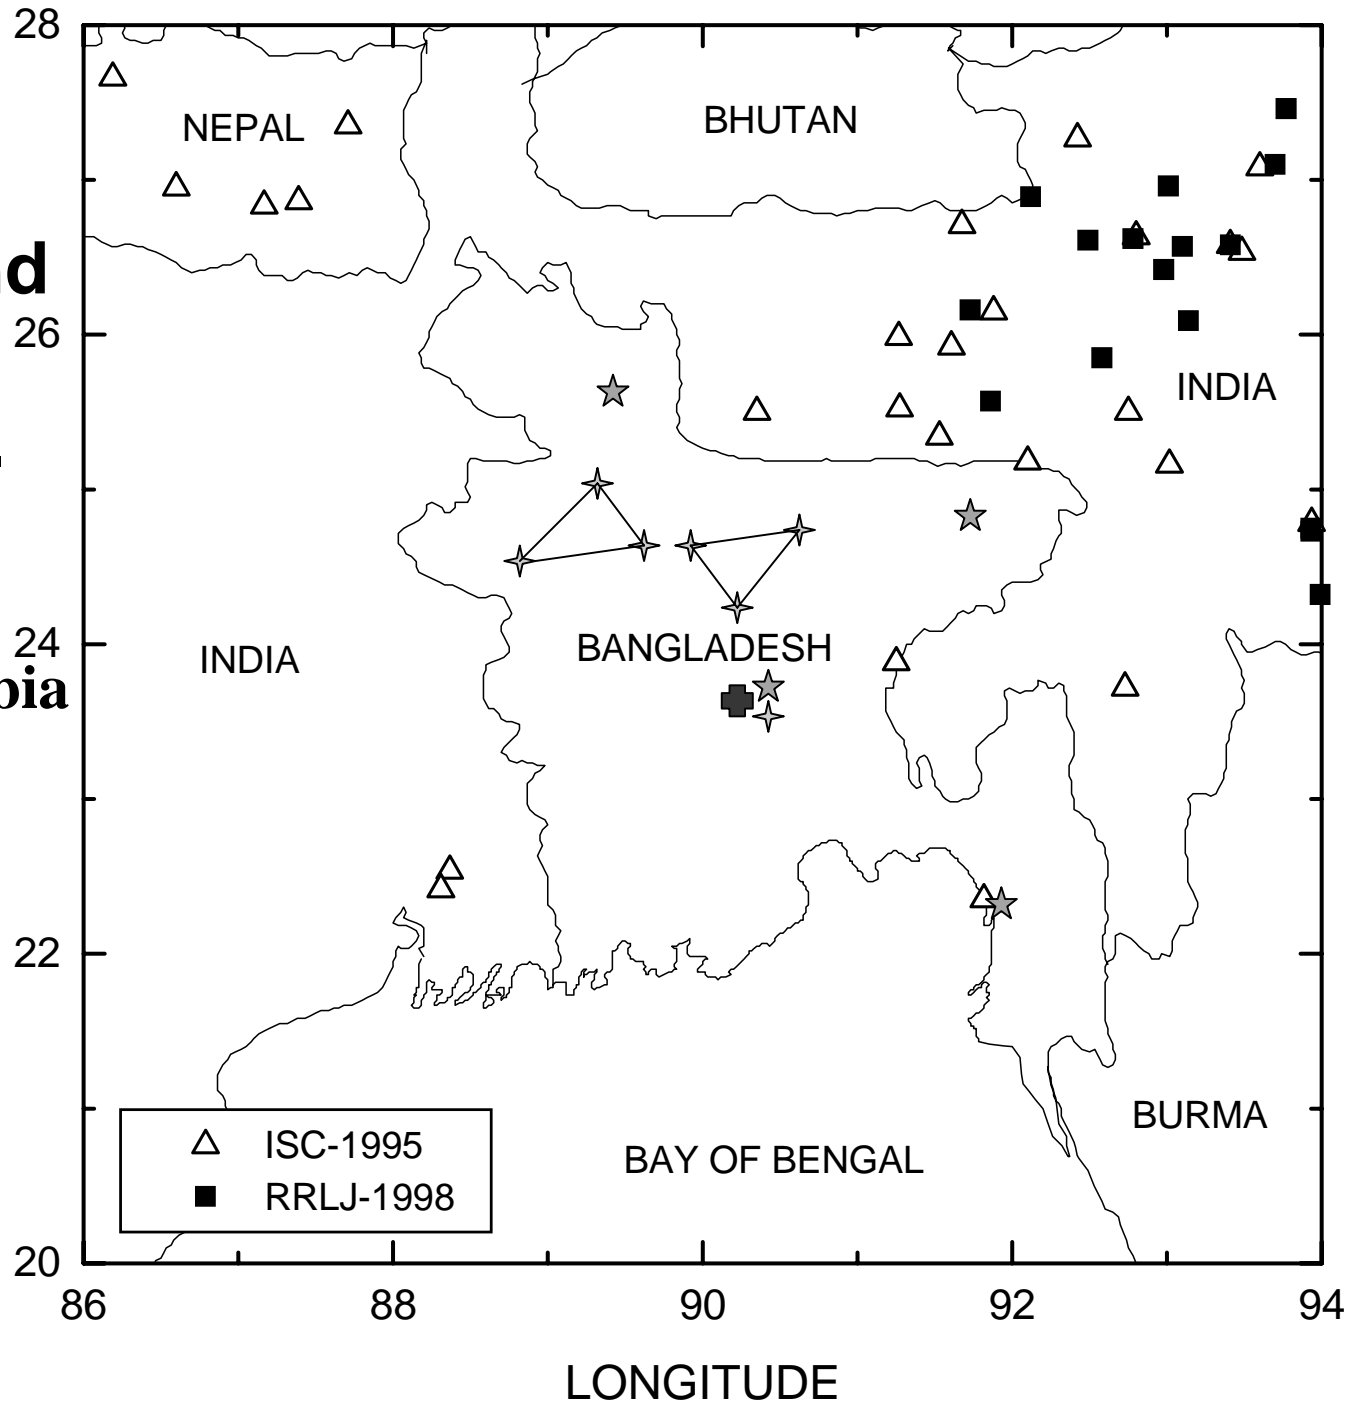 28
BHUTAN
NEPAL
nd
26
INDIA
24
BANGLADESH
INDIA
bia
22
BURMA
ISC-1995
BAY OF BENGAL
RRLJ-1998
20
86 88 90 92 94
LONGITUDE